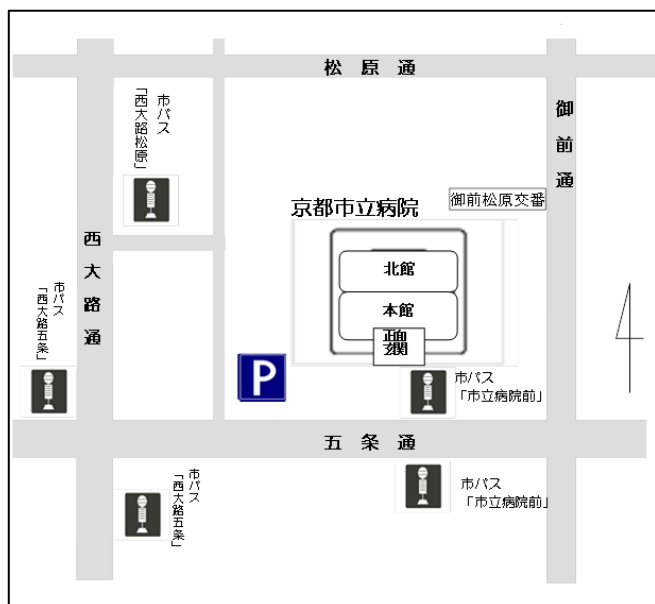 松原通
市バス
「西大路松原」
御前通
御前松原交番
京都市立病院
西大路通
北館
本館
正面
玄関
市バス
「西大路五条」
P
市バス
「市立病院前」
五条通
市バス
「西大路五条」
市バス
「市立病院前」